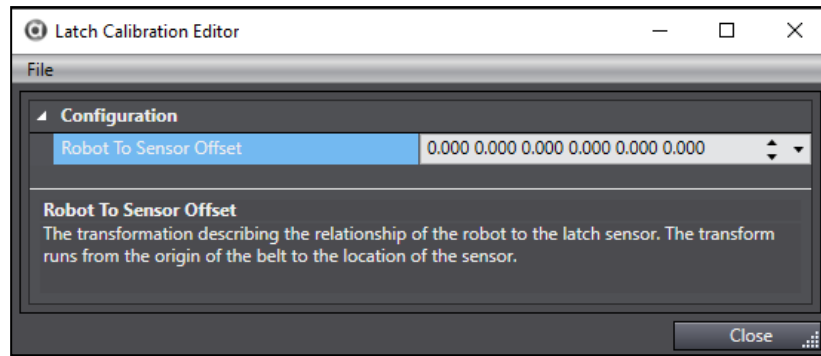 Latch Calibration Editor
File
Configuration
Robot To Sensor Offset 0.000 0.000 0.000 0.000 0.000 0.000
Robot To Sensor Offset
The transformation describing the relationship of the robot to the latch sensor. The transform
runs from the origin of the belt to the location of the sensor.
Close